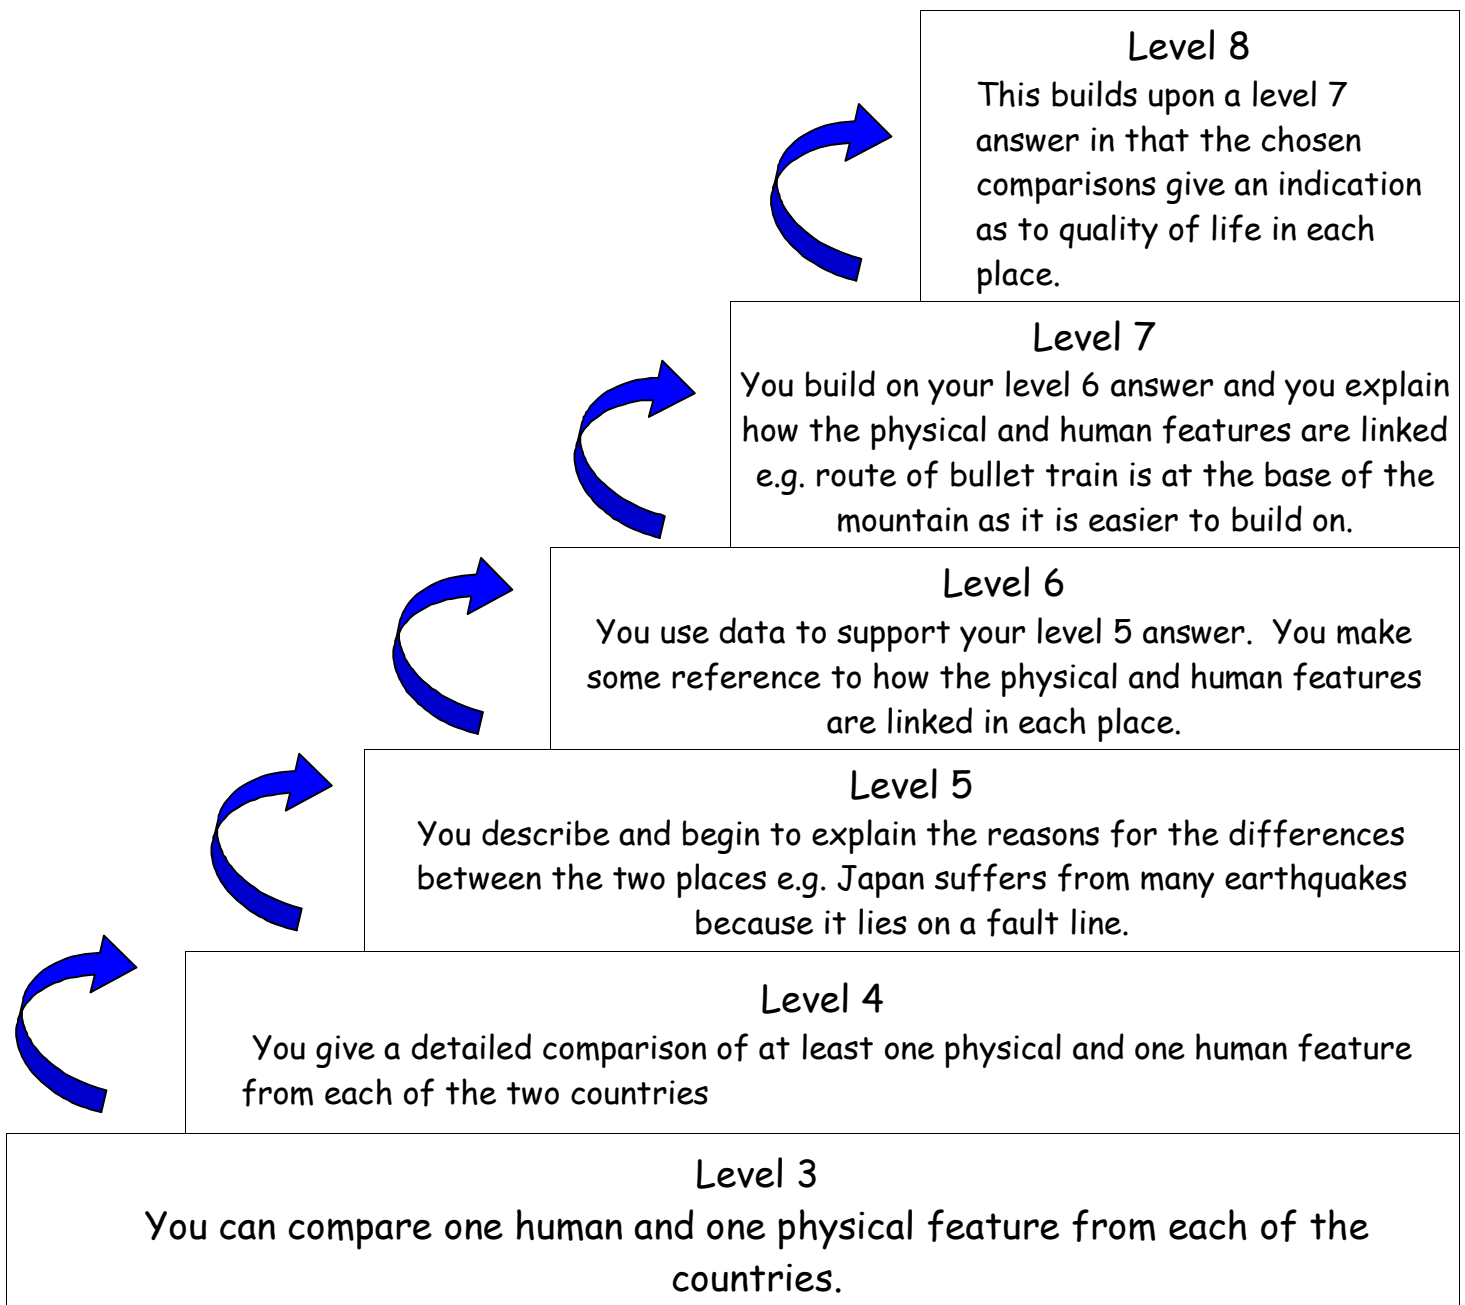 Level 8
This builds upon a level 7
answer in that the chosen
comparisons give an indication
as to quality of life in each
place.
Level 7
You build on your level 6 answer and you explain
how the physical and human features are linked
e.g. route of bullet train is at the base of the
mountain as it is easier to build on.
Level 6
You use data to support your level 5 answer.  You make
some reference to how the physical and human features
are linked in each place.
Level 5
You describe and begin to explain the reasons for the differences
between the two places e.g. Japan suffers from many earthquakes
because it lies on a fault line.
Level 4
You give a detailed comparison of at least one physical and one human feature
from each of the two countries
Level 3
You can compare one human and one physical feature from each of the
countries.